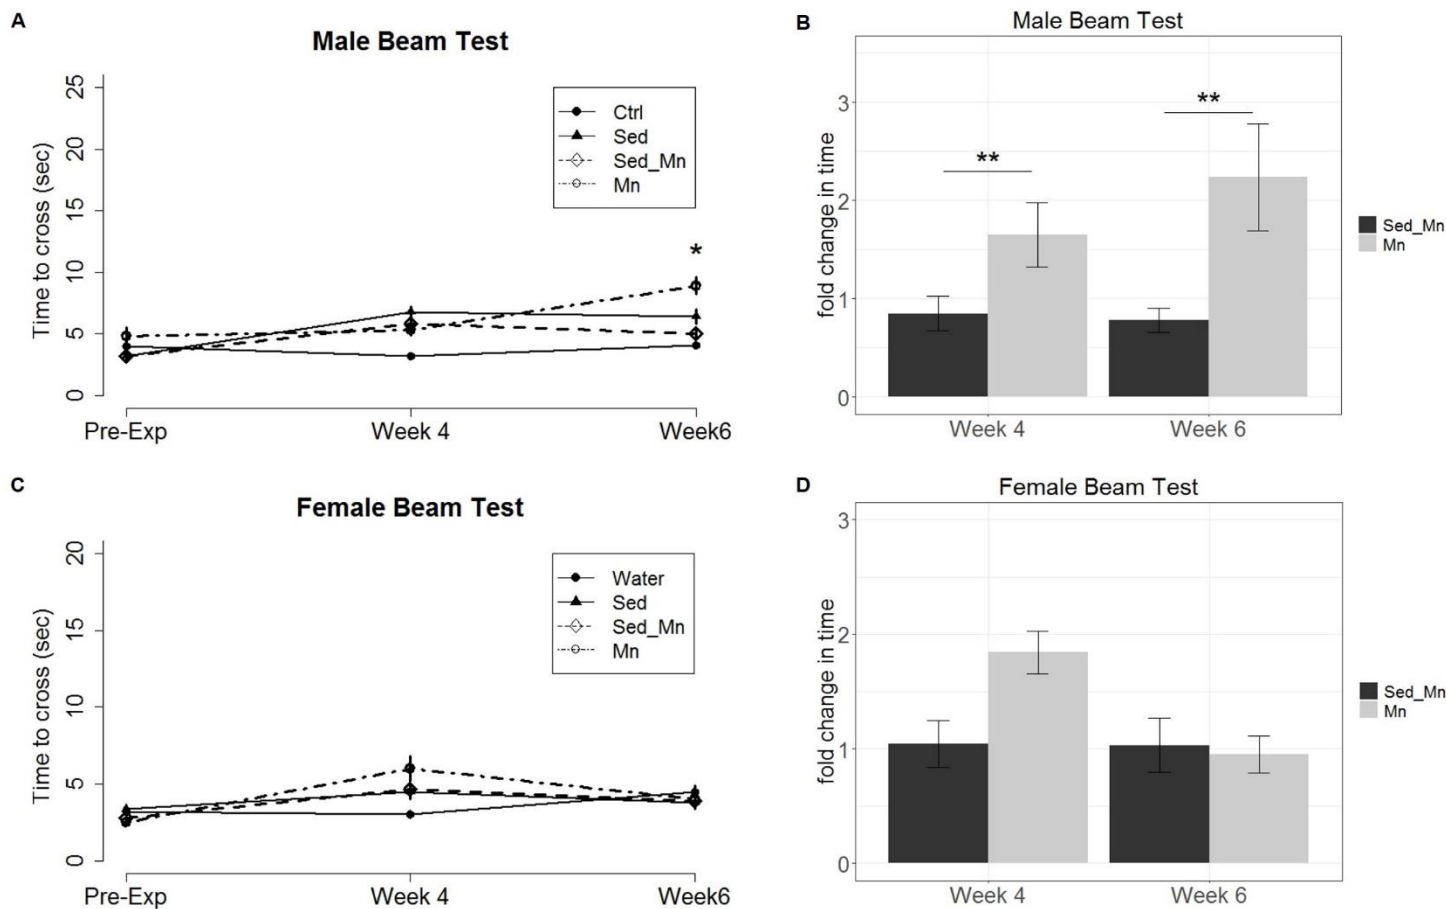 A
Male Beam Test
Time to cross (sec)
25
20
15
10
5
0
Ctrl
Sed
Sed_Mn
Mn
*
Pre-Exp
Week 4
Week6
B
Male Beam Test
fold change in time
3
2
1
0
**
**
Week 4
Week 6
Sed_Mn
Mn
C
Female Beam Test
Time to cross (sec)
20
15
10
5
0
Water
Sed
Sed_Mn
Mn
Pre-Exp
Week 4
Week6
D
Female Beam Test
fold change in time
3
2
1
0
Week 4
Week 6
Sed_Mn
Mn